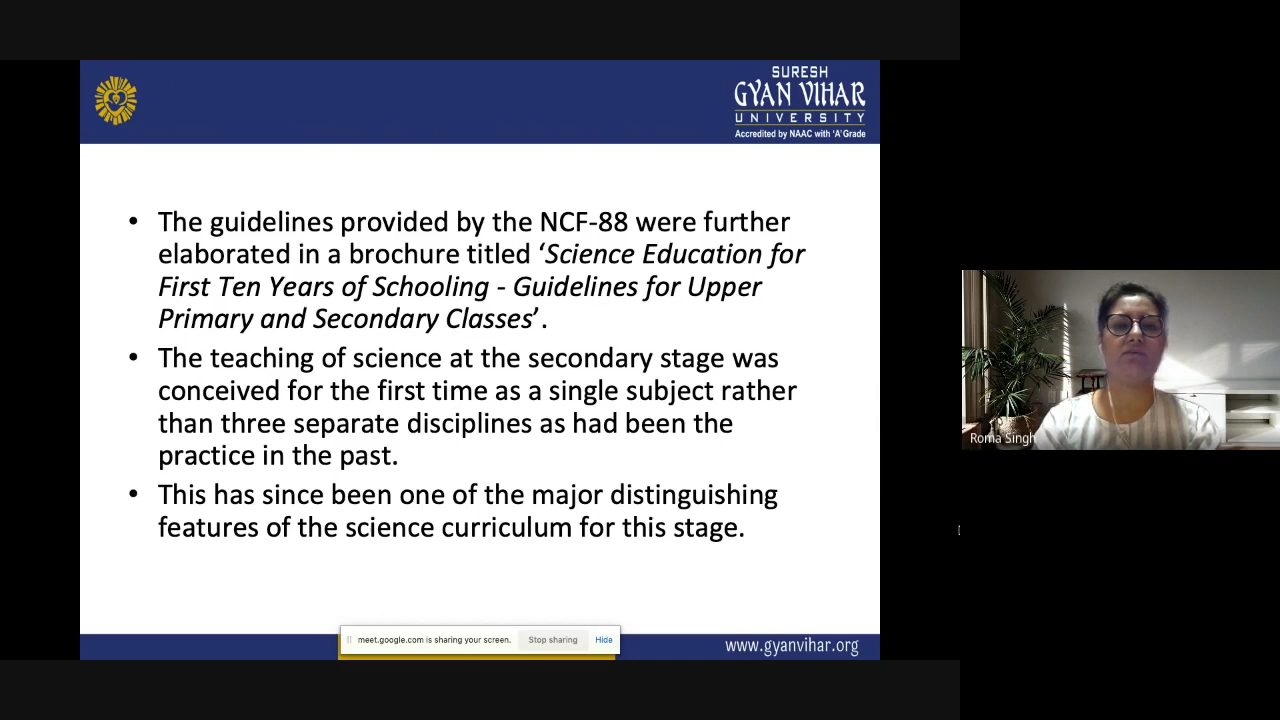 SURESH
GYAN VIHAR
UNIVERSITY
Accredited by NAAC with 'A' Grade
• The guidelines provided by the NCF-88 were further
elaborated in a brochure titled ‘Science Education for
First Ten Years of Schooling - Guidelines for Upper
Primary and Secondary Classes’.
• The teaching of science at the secondary stage was
conceived for the first time as a single subject rather
than three separate disciplines as had been the
practice in the past.
• This has since been one of the major distinguishing
features of the science curriculum for this stage.
Roma Singh
meet.google.com is sharing your screen. Stop sharing Hide
www.gyanvihar.org